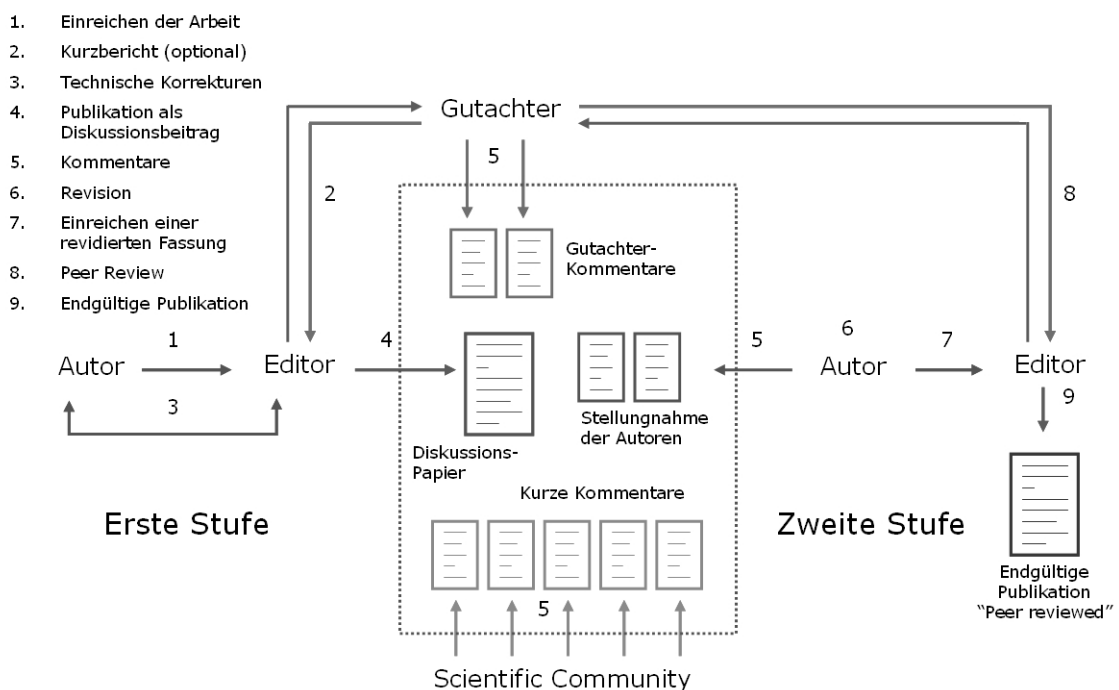 1. Einreichen der Arbeit
2. Kurzbericht (optional)
3. Technische Korrekturen
4. Publikation als
Diskussionsbeitrag
5. Kommentare
6. Revision
7. Einreichen einer
revidierten Fassung
8. Peer Review
9. Endgültige Publikation
Gutachter
5
2
8
Gutachter-
Kommentare
Autor
1
3
Editor
4
5
6
Autor
7
Editor
9
Diskussions-
Papier
Stellungnahme
der Autoren
Kurze Kommentare
Erste Stufe
Zweite Stufe
5
Endgültige
Publikation
“Peer reviewed”
Scientific Community